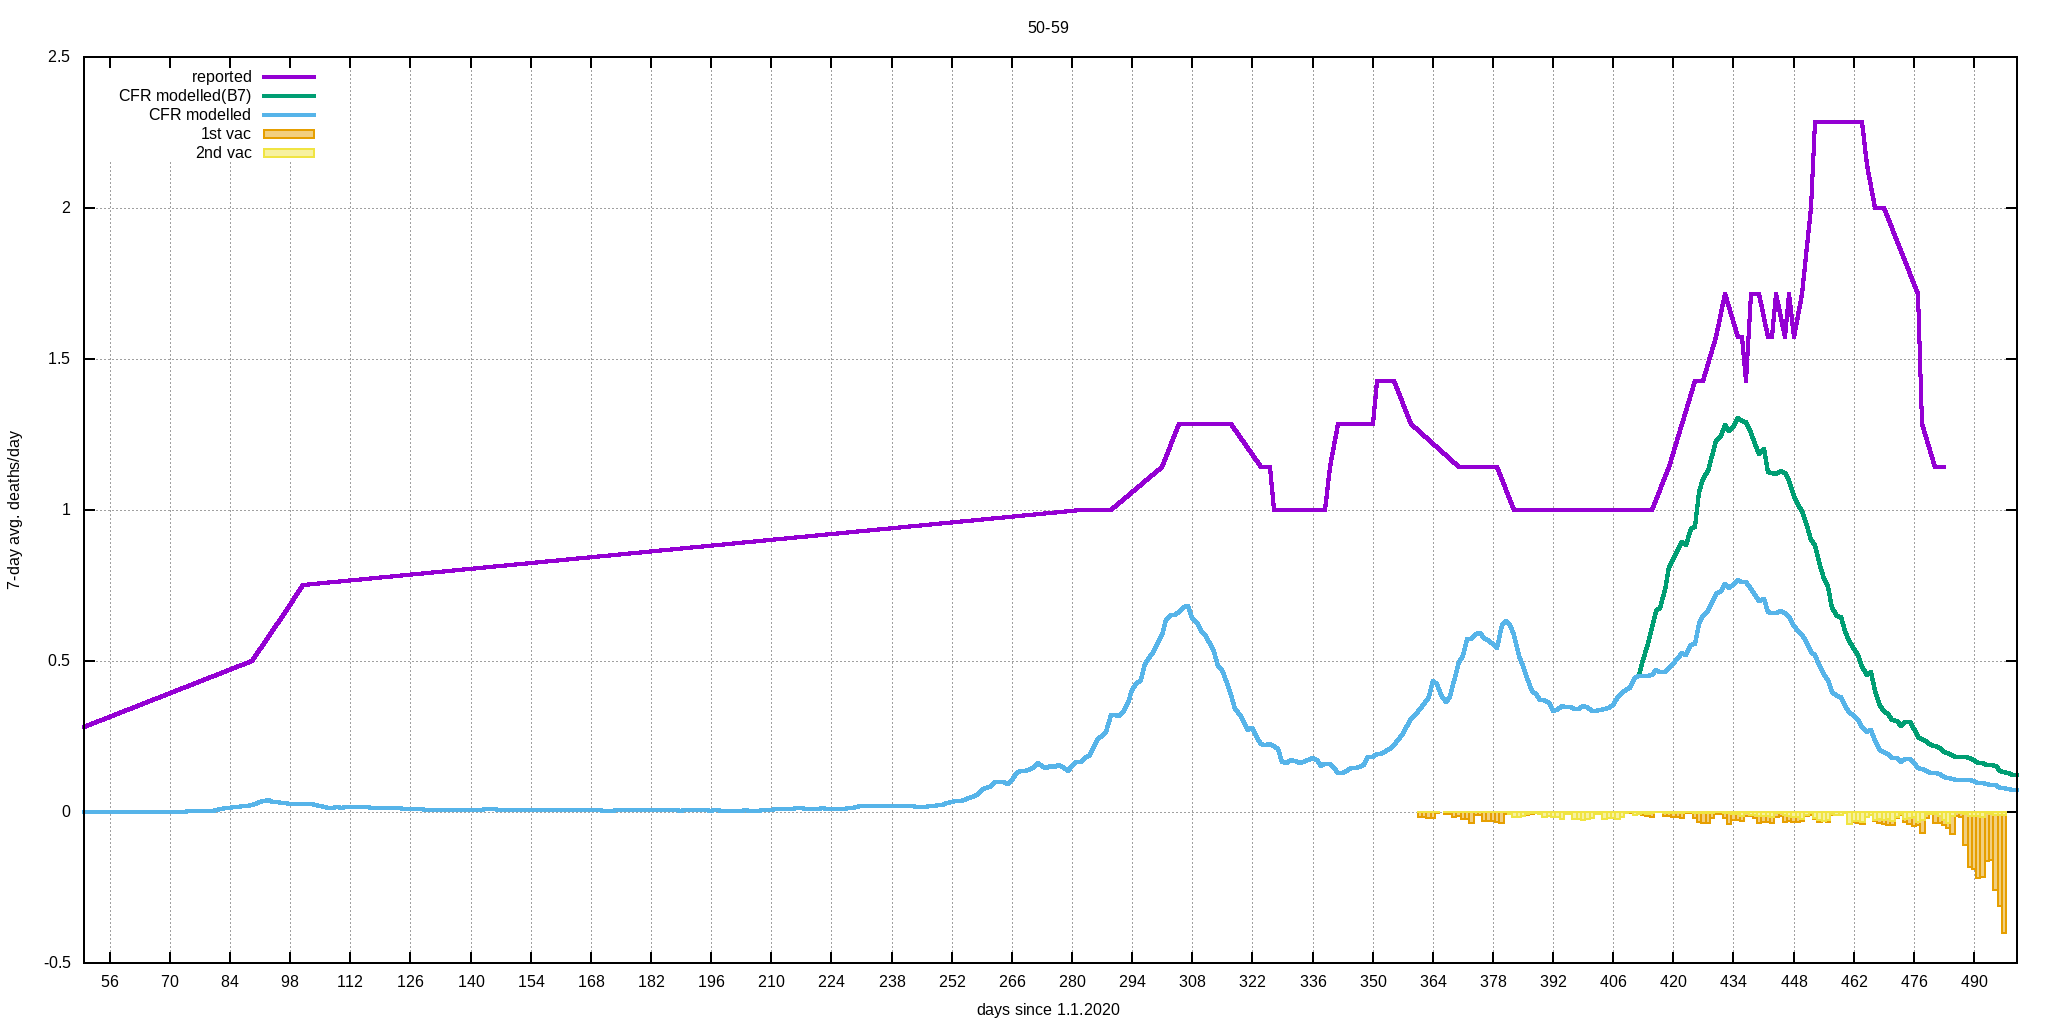 50-59
2.5
2
1.5
1
0.5
0
-0.5
7-day avg. deaths/day
reported
CFR modelled(B7)
CFR modelled
1st vac
2nd vac
56 70 84 98 112 126 140 154 168 182 196 210 224 238 252 266 280 294 308 322 336 350 364 378 392 406 420 434 448 462 476 490
days since 1.1.2020